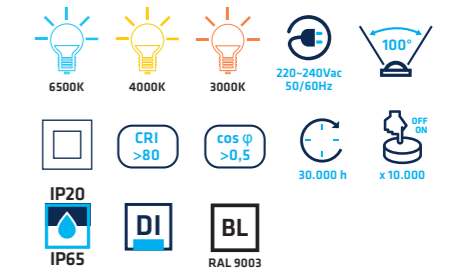 6500K
4000K
3000K
220~240Vac
50/60Hz
100°
CRI
>80
cos φ
>0,5
30.000 h
OFF
ON
x 10.000
IP20
IP65
DI
BL
RAL 9003